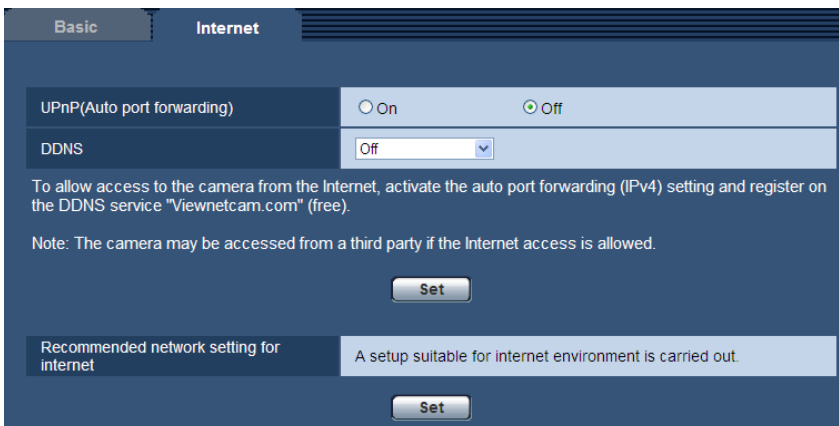 Basic
Internet
UPnP(Auto port forwarding)
On
Off
DDNS
Off
To allow access to the camera from the Internet, activate the auto port forwarding (IPv4) setting and register on
the DDNS service "Viewnetcam.com" (free).
Note: The camera may be accessed from a third party if the Internet access is allowed.
Set
Recommended network setting for
internet
A setup suitable for internet environment is carried out.
Set